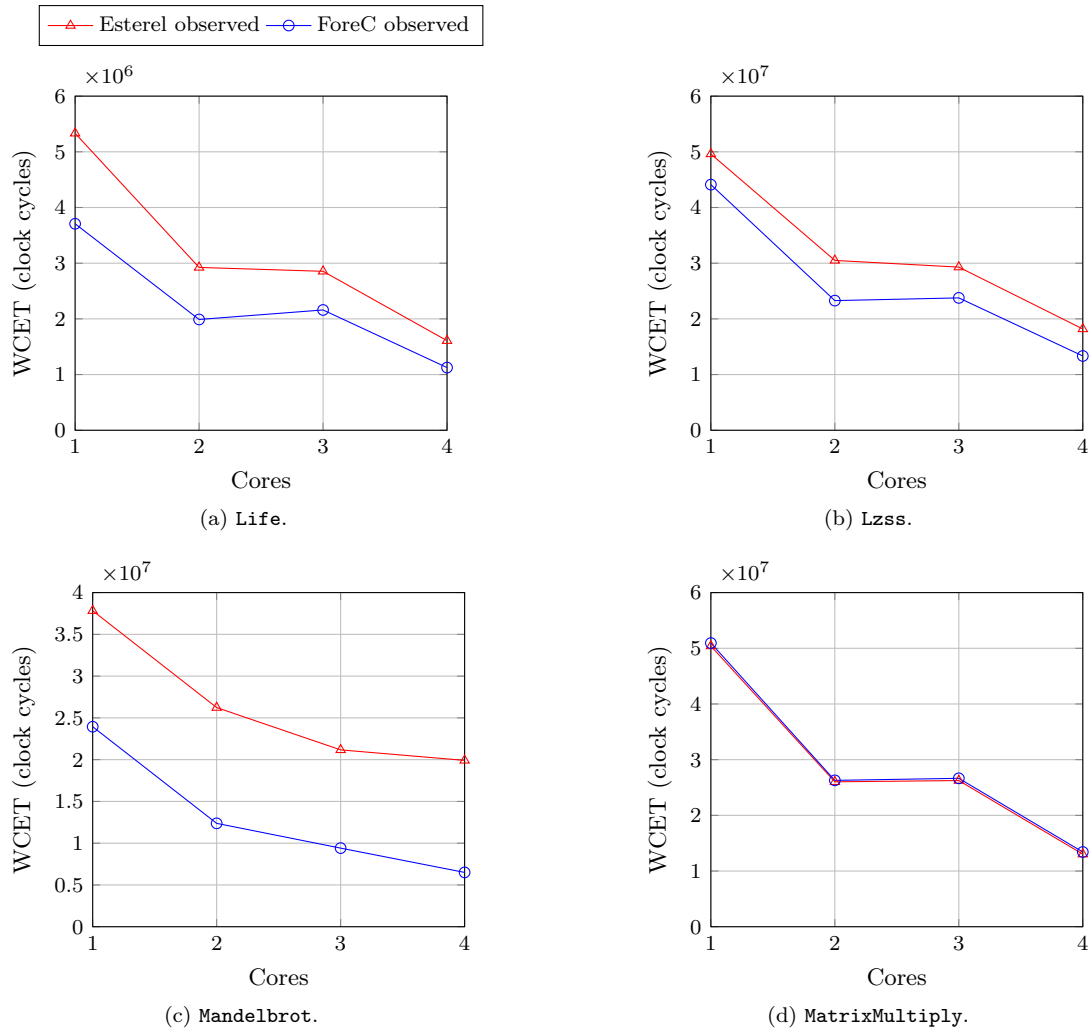 Esterel observed ForeC observed
×10^6
6
5
4
3
2
1
0
WCET (clock cycles)
1 2 3 4
Cores
(a) Life.
×10^7
6
5
4
3
2
1
0
WCET (clock cycles)
1 2 3 4
Cores
(b) Lzss.
×10^7
4
3.5
3
2.5
2
1.5
1
0.5
0
WCET (clock cycles)
1 2 3 4
Cores
(c) Mandelbrot.
×10^7
6
5
4
3
2
1
0
WCET (clock cycles)
1 2 3 4
Cores
(d) MatrixMultiply.